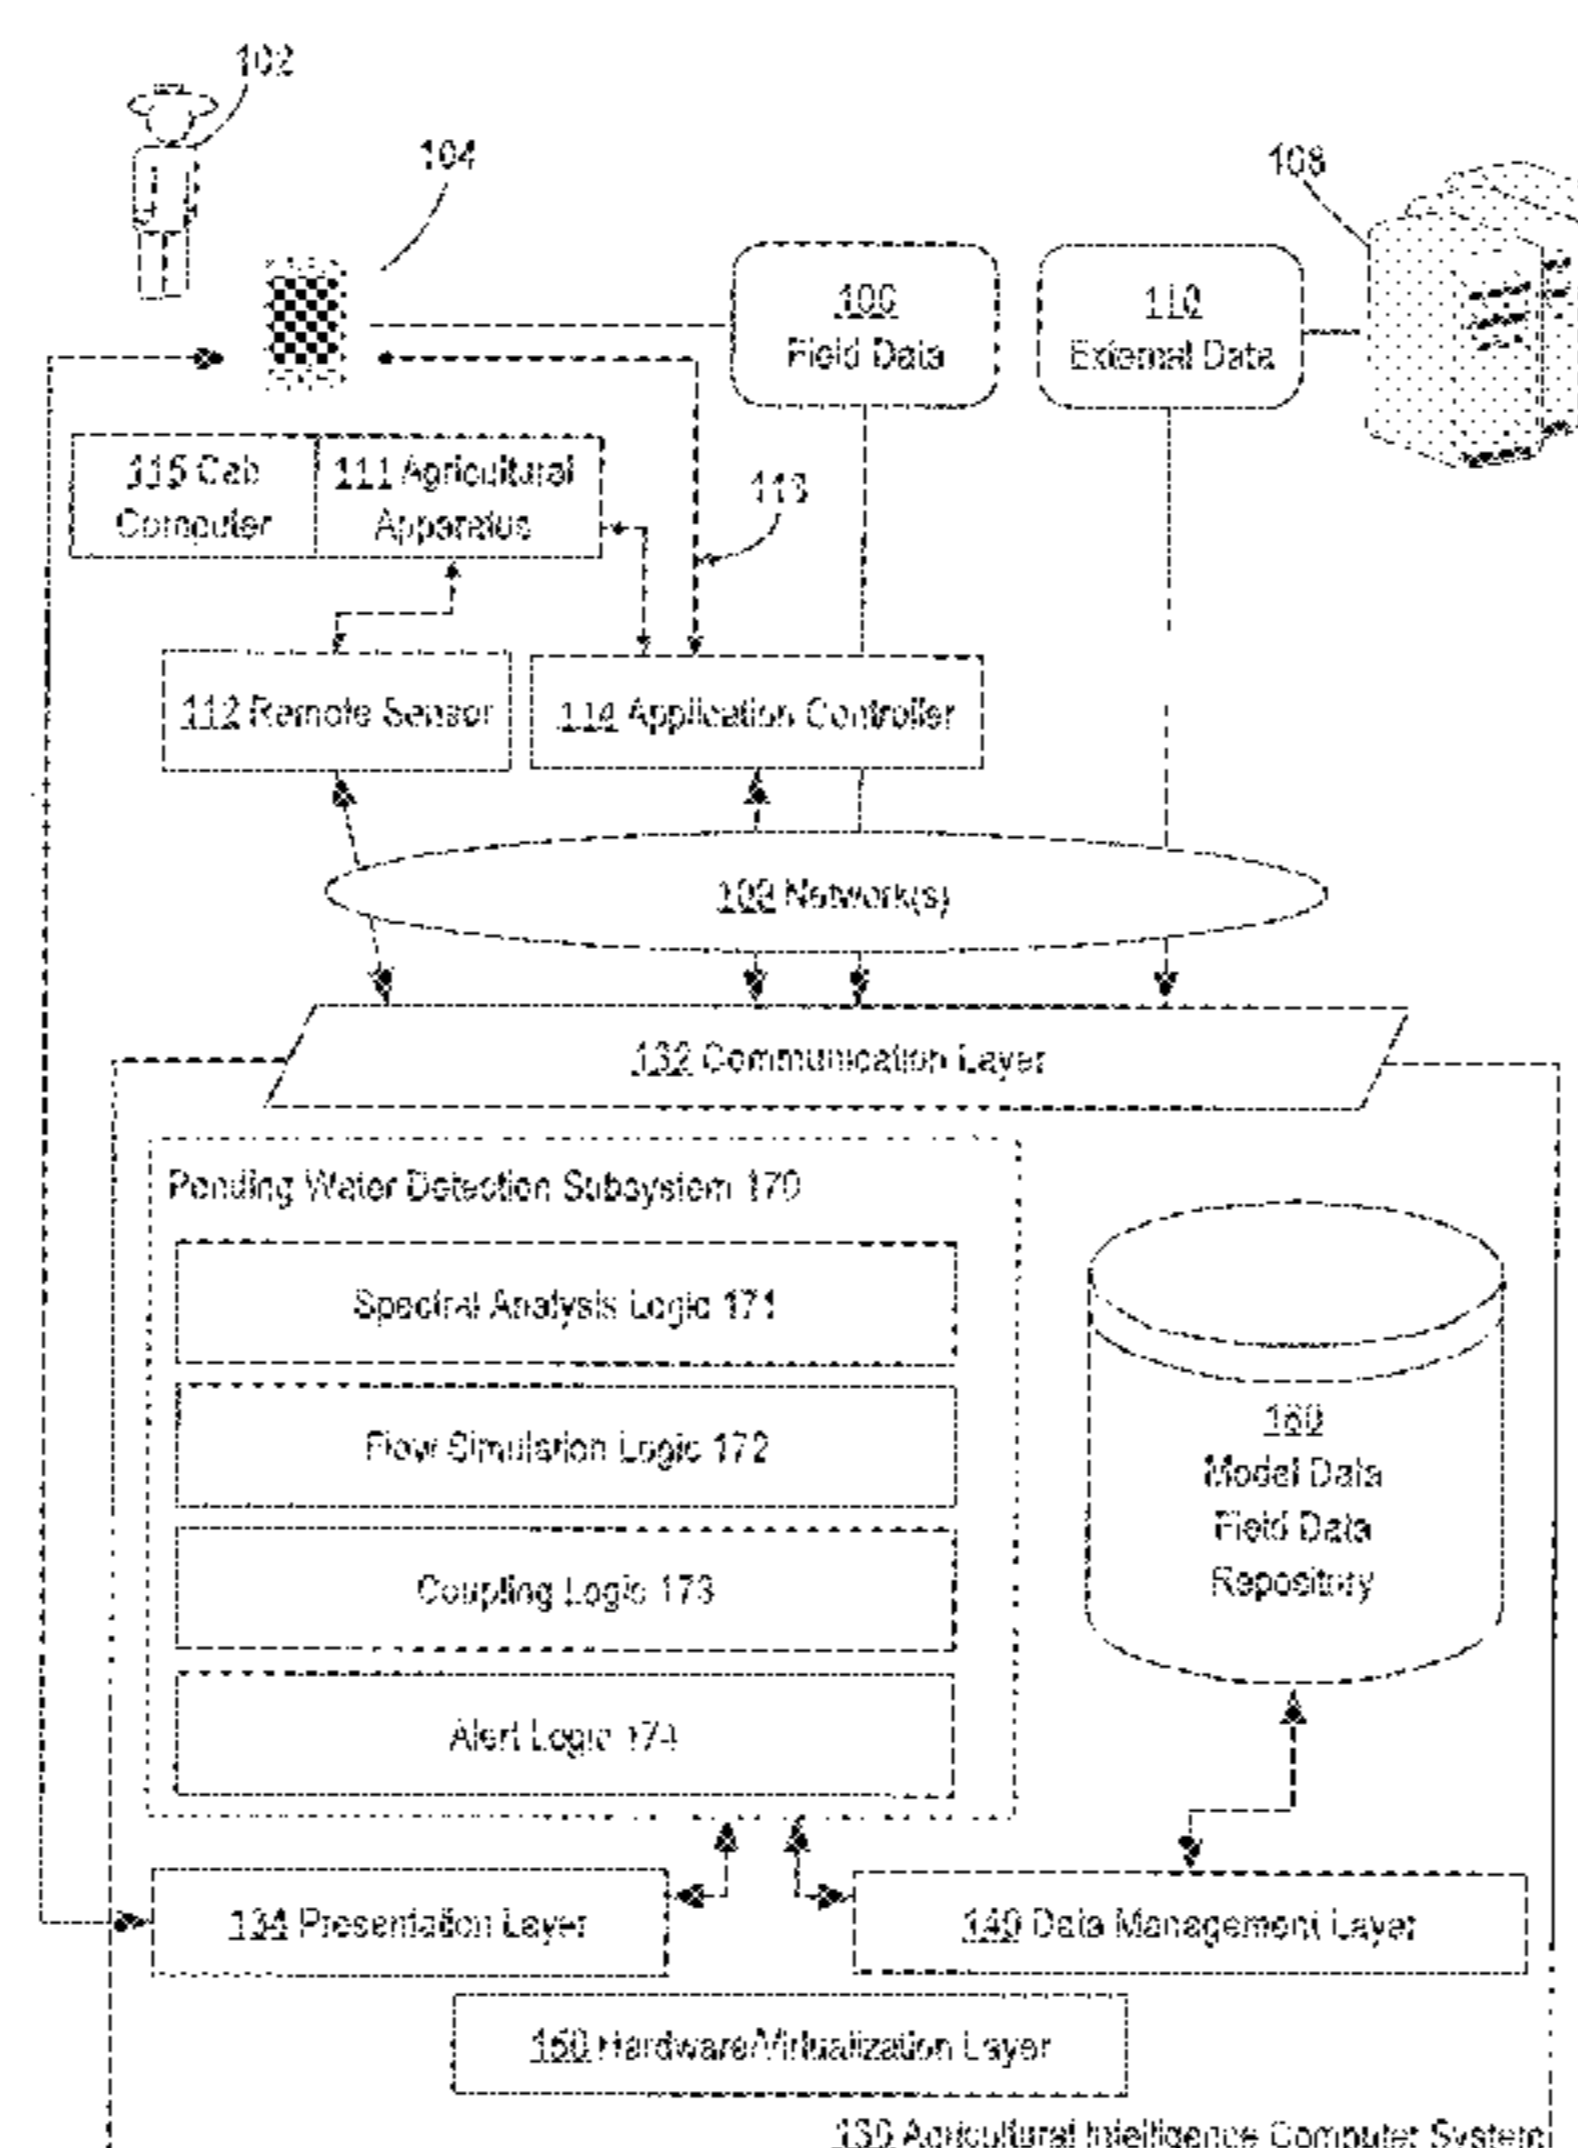 102
104
108
106
Field Data
110
External Data
115 Cab
Computer
111 Agricultural
Apparatus
113
112 Remote Sensor
114 Application Controller
109 Network(s)
132 Communication Layer
Ponding Water Detection Subsystem 170
Spectral Analysis Logic 171
Flow Simulation Logic 172
Coupling Logic 173
Alert Logic 174
160
Model Data
Field Data
Repository
134 Presentation Layer
140 Data Management Layer
150 Hardware/Virtualization Layer
130 Agricultural Intelligence Computer System